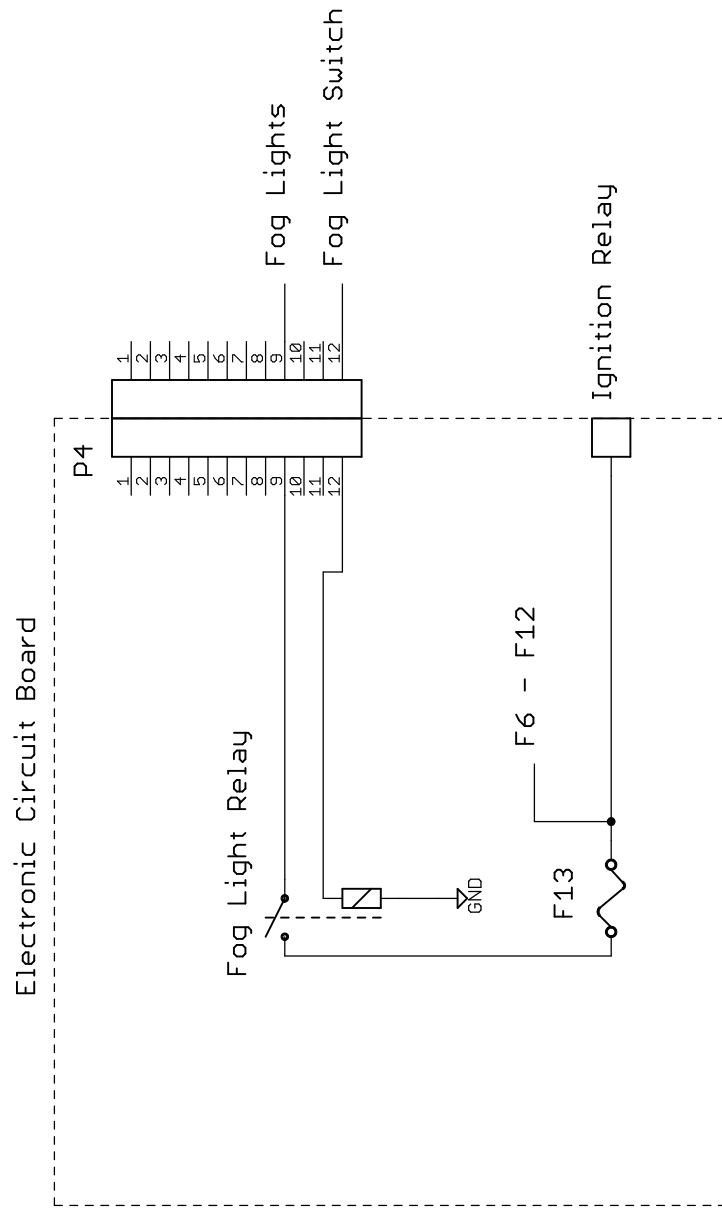 Electronic Circuit Board
P4
1 1
2 2
3 3
4 4
5 5
6 6
7 7
8 8
Fog Light Relay
9 9 Fog Lights
10 10
11 11
12 12 Fog Light Switch
GND
F6 - F12
F13
Ignition Relay